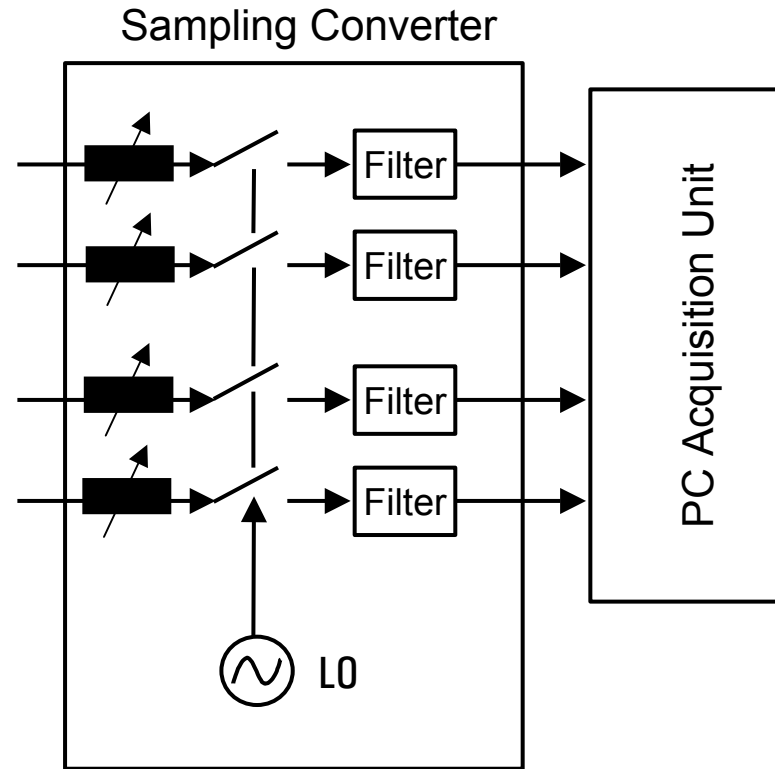 Sampling Converter
Filter
Filter
Filter
Filter
LO
PC Acquisition Unit